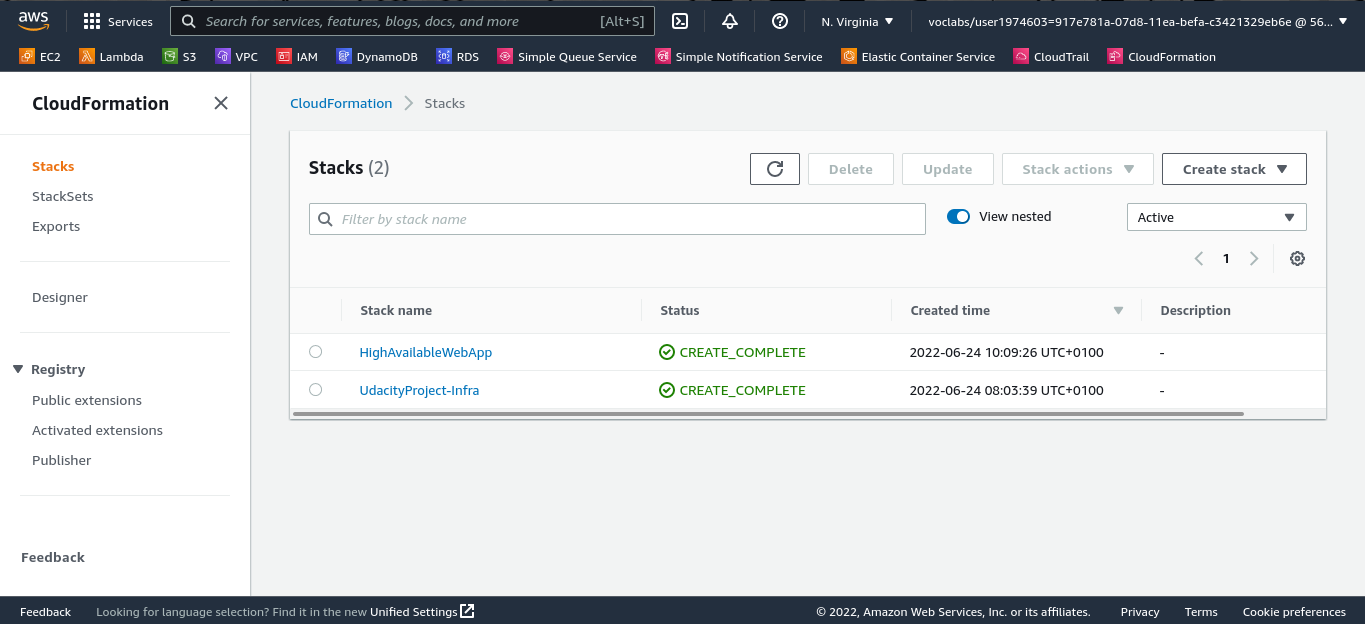 aws Services Search for services, features, blogs, docs, and more [Alt+S] N. Virginia voclabs/user1974603=917e781a-07d8-11ea-befa-c3421329eb6e @ 56...
EC2 Lambda S3 VPC IAM DynamoDB RDS Simple Queue Service Simple Notification Service Elastic Container Service CloudTrail CloudFormation
CloudFormation
Stacks
StackSets
Exports
Designer
Registry
Public extensions
Activated extensions
Publisher
Feedback
CloudFormation Stacks
Stacks (2) Delete Update Stack actions Create stack
Filter by stack name View nested Active
1
Stack name Status Created time Description
HighAvailableWebApp CREATE_COMPLETE 2022-06-24 10:09:26 UTC+0100 -
UdacityProject-Infra CREATE_COMPLETE 2022-06-24 08:03:39 UTC+0100 -
Feedback Looking for language selection? Find it in the new Unified Settings © 2022, Amazon Web Services, Inc. or its affiliates. Privacy Terms Cookie preferences